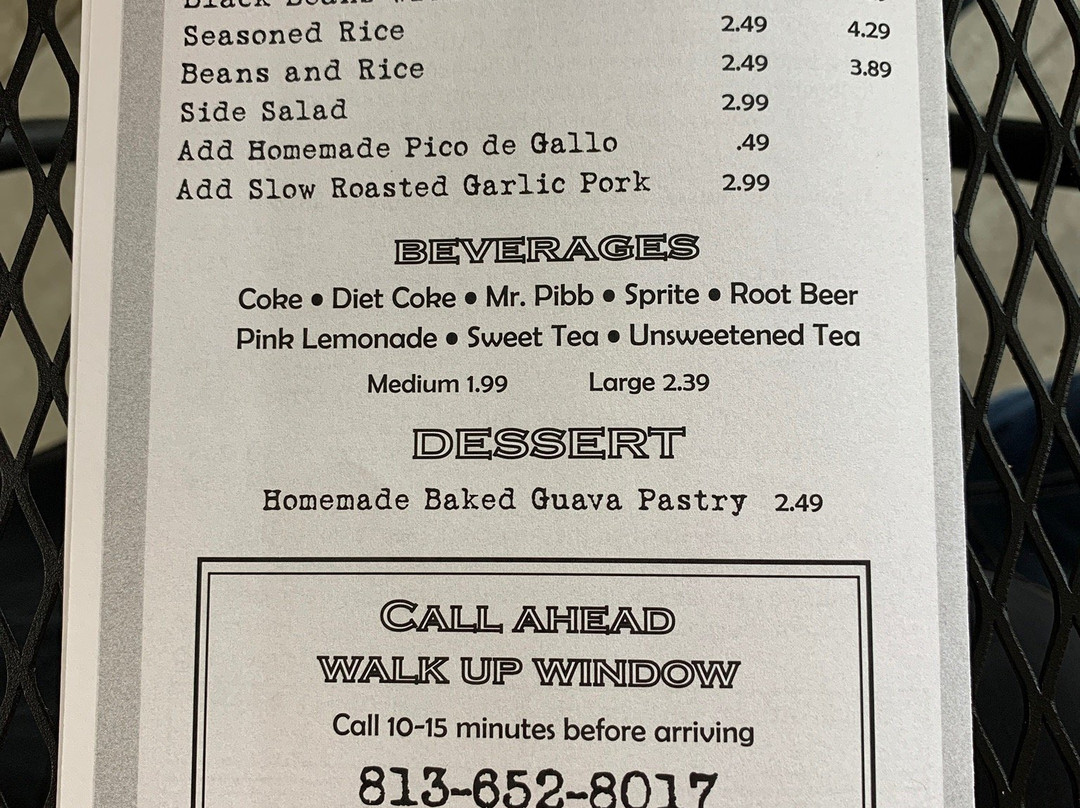 Black Beans
Seasoned Rice 2.49 4.29
Beans and Rice 2.49 3.89
Side Salad 2.99
Add Homemade Pico de Gallo .49
Add Slow Roasted Garlic Pork 2.99
BEVERAGES
Coke • Diet Coke • Mr. Pibb • Sprite • Root Beer
Pink Lemonade • Sweet Tea • Unsweetened Tea
Medium 1.99 Large 2.39
DESSERT
Homemade Baked Guava Pastry 2.49
CALL AHEAD
WALK UP WINDOW
Call 10-15 minutes before arriving
813-652-8017